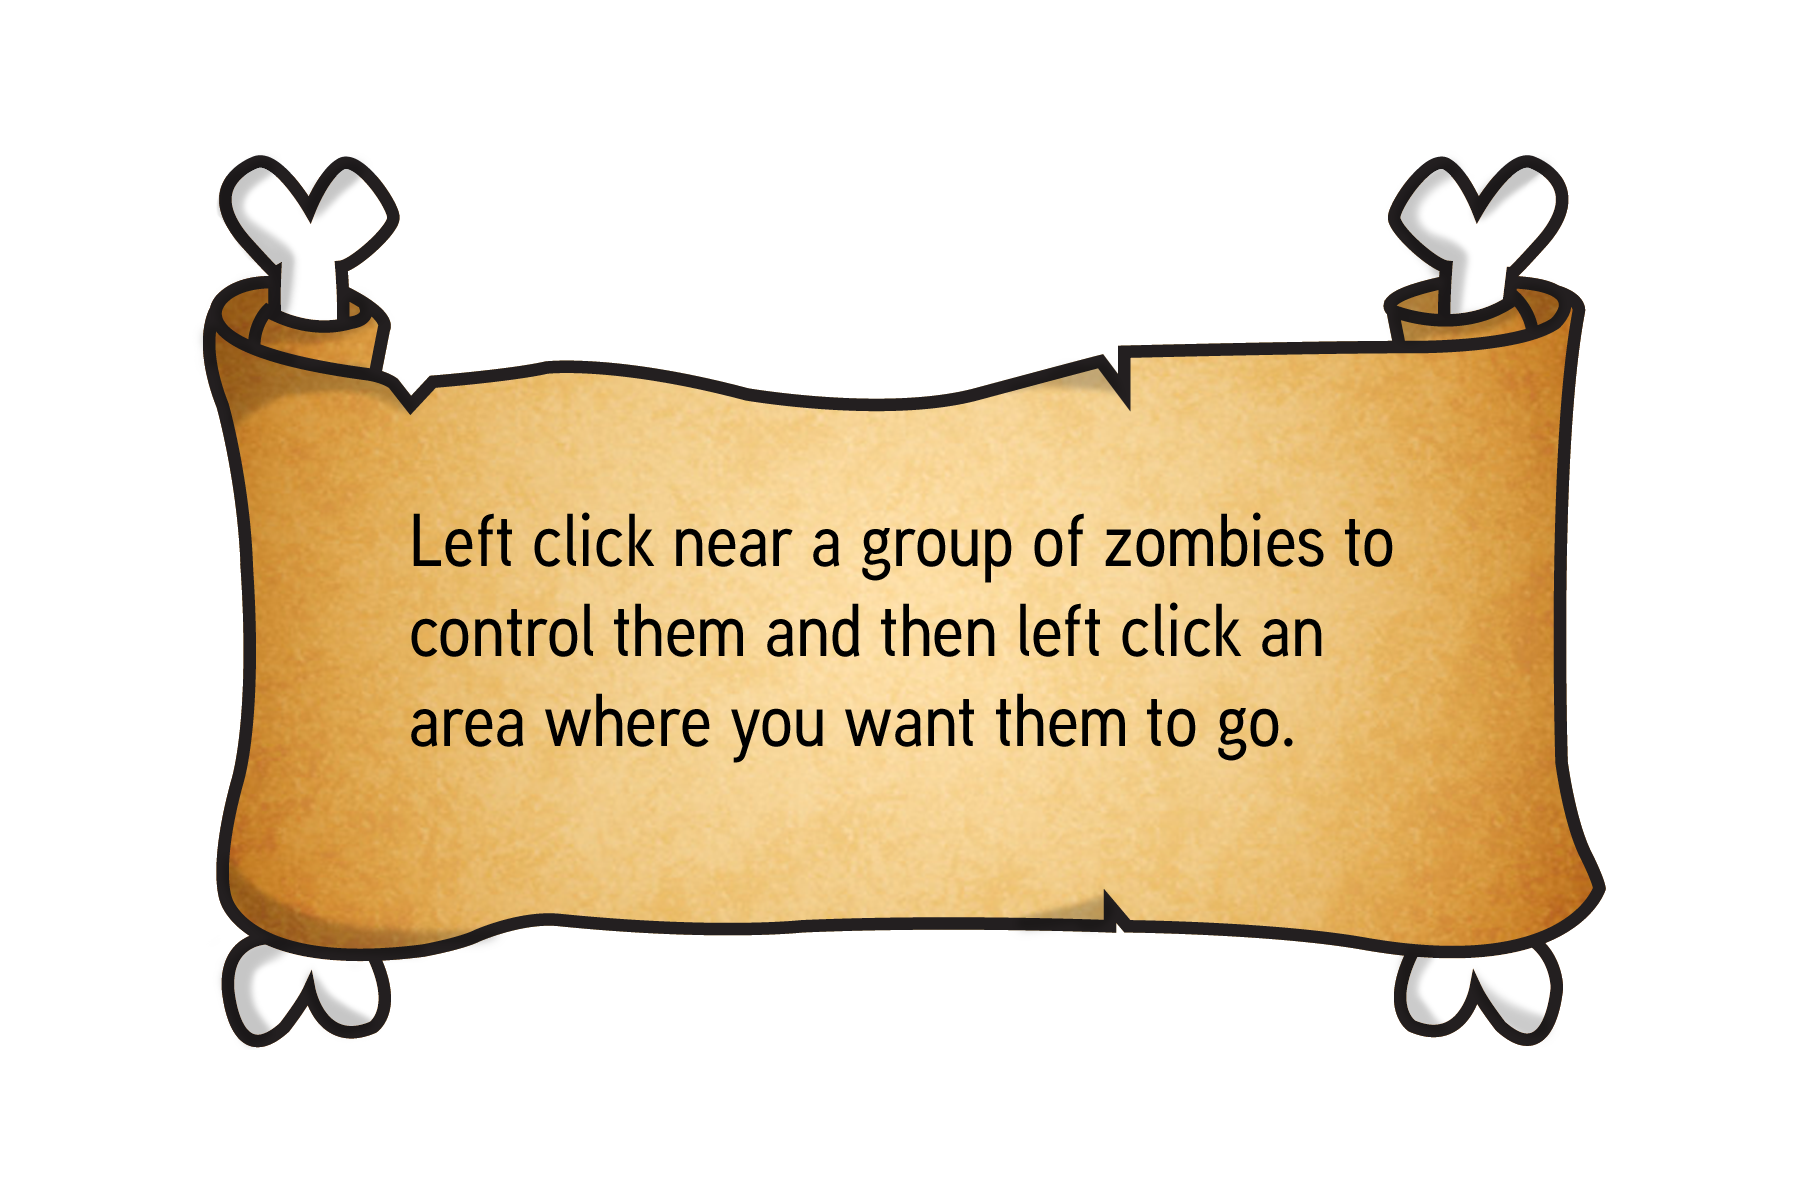 Left click near a group of zombies to
control them and then left click an
area where you want them to go.